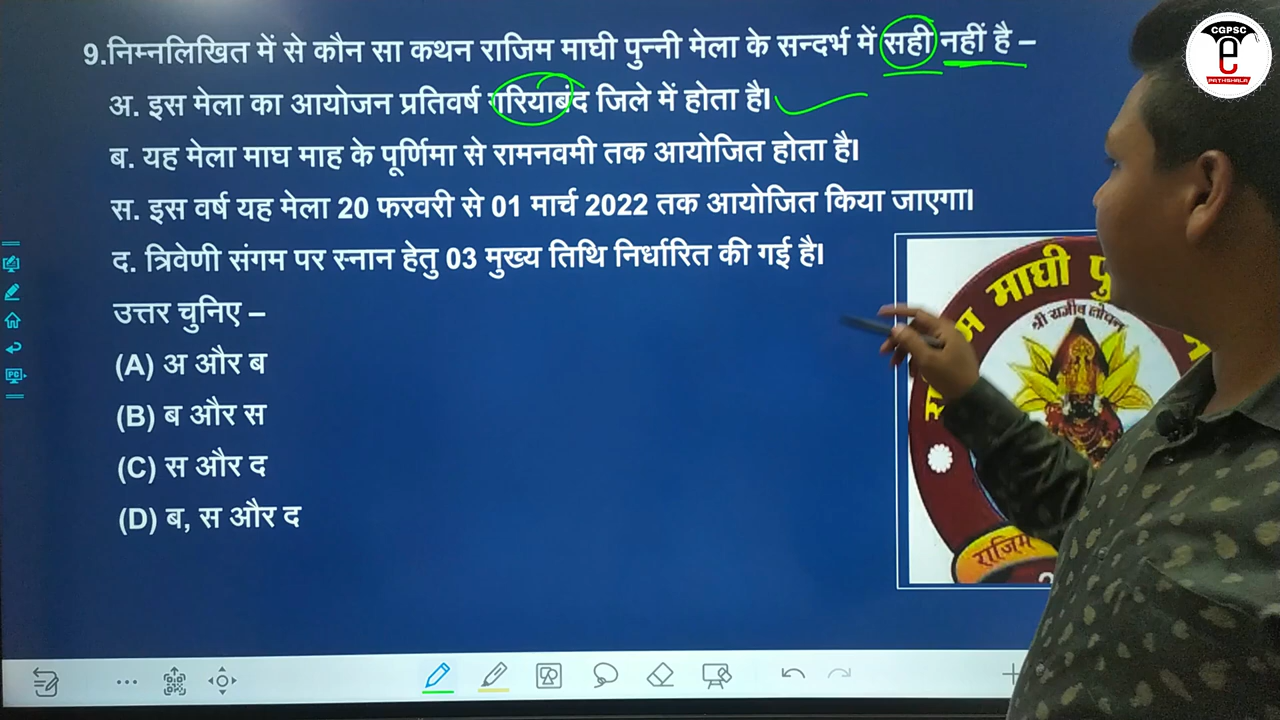 9.निम्नलिखित में से कौन सा कथन राजिम माघी पुन्नी मेला के सन्दर्भ में सही नहीं है –
अ. इस मेला का आयोजन प्रतिवर्ष गरियाबंद जिले में होता है।
ब. यह मेला माघ माह के पूर्णिमा से रामनवमी तक आयोजित होता है।
स. इस वर्ष यह मेला 20 फरवरी से 01 मार्च 2022 तक आयोजित किया जाएगा।
द. त्रिवेणी संगम पर स्नान हेतु 03 मुख्य तिथि निर्धारित की गई है।
उत्तर चुनिए –
(A) अ और ब
(B) ब और स
(C) स और द
(D) ब, स और द
माघी
श्री राजीव लोचन
राजिम
CGPSC
e
PATHSHALA